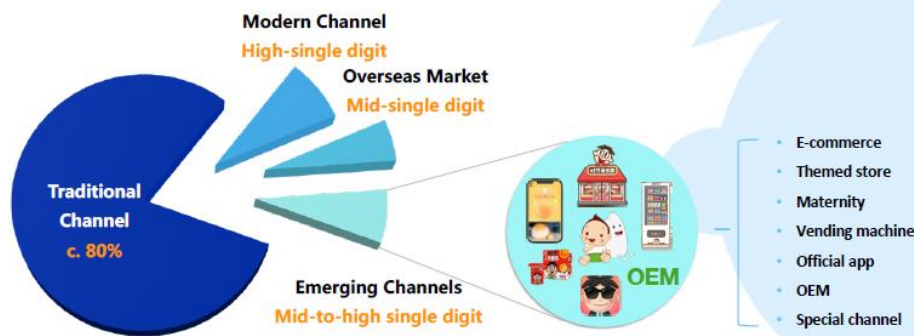 Modern Channel
High-single digit
Overseas Market
Mid-single digit
Traditional
Channel
c. 80%
Emerging Channels
Mid-to-high single digit
OEM
• E-commerce
• Themed store
• Maternity
• Vending machine
• Official app
• OEM
• Special channel